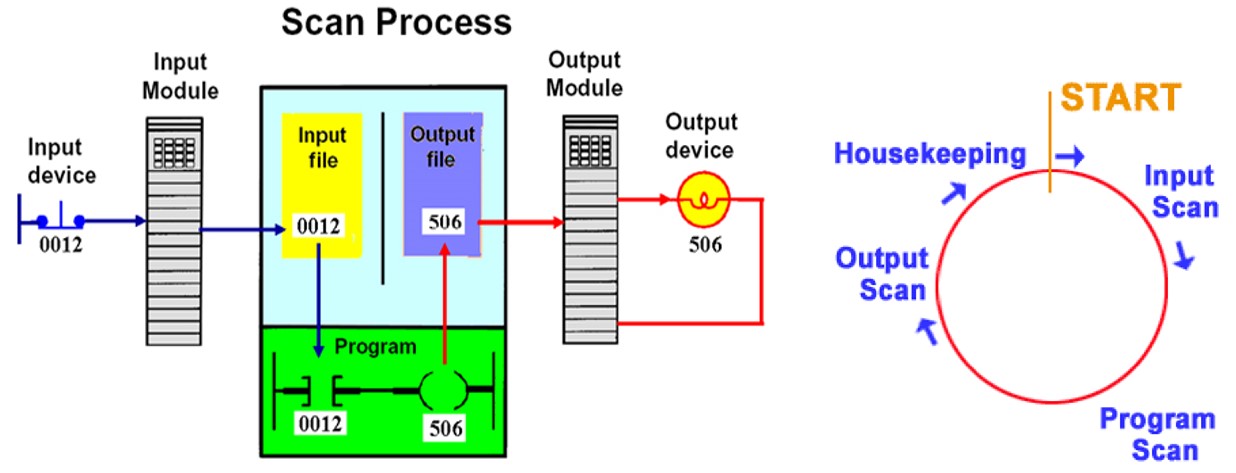 Scan Process
Input
Module
Output
Module
Input
device
Output
device
Input
file
Output
file
0012
506
0012
506
Program
0012
506
START
Housekeeping
Input
Scan
Output
Scan
Program
Scan